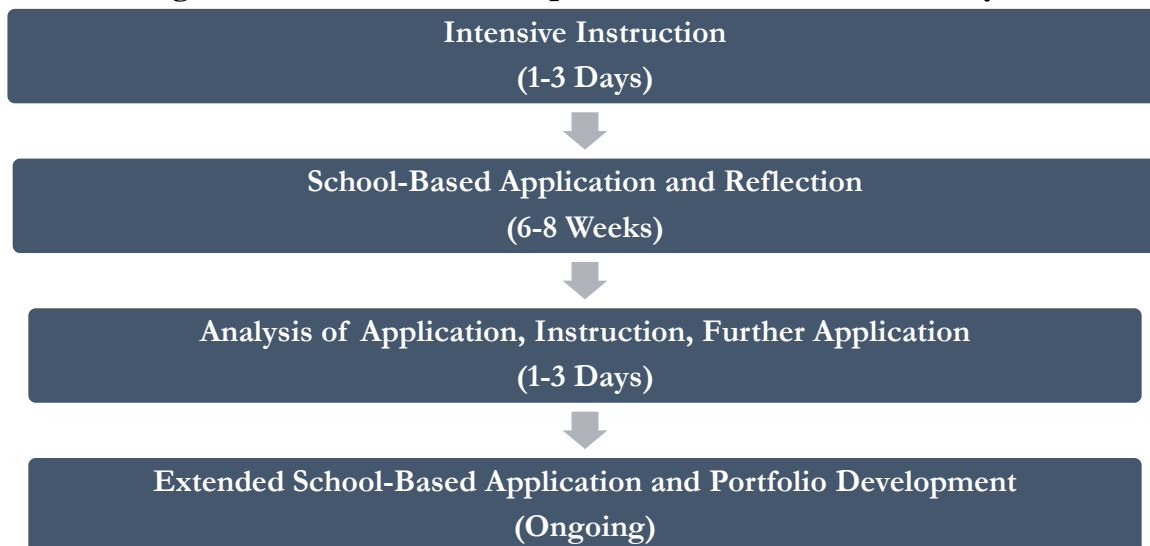 Intensive Instruction
(1-3 Days)
School-Based Application and Reflection
(6-8 Weeks)
Analysis of Application, Instruction, Further Application
(1-3 Days)
Extended School-Based Application and Portfolio Development
(Ongoing)